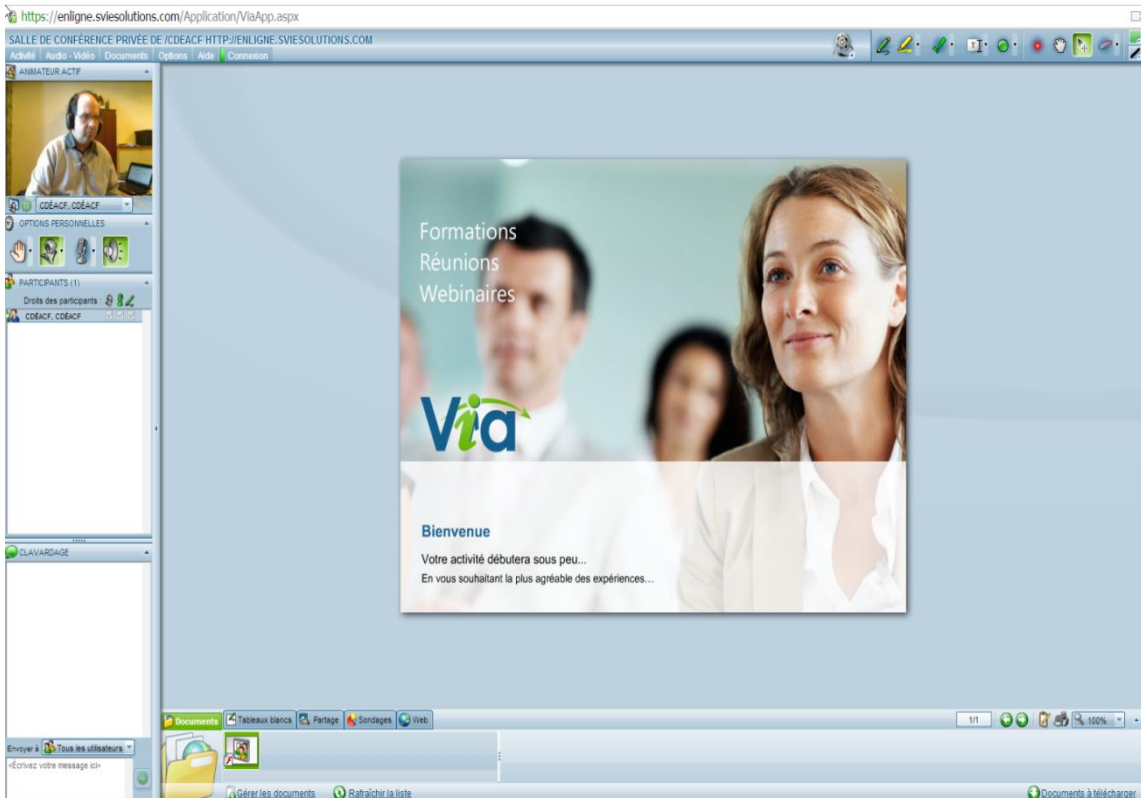 https://enligne.sviesolutions.com/Application/ViaApp.aspx
SALLE DE CONFÉRENCE PRIVÉE DE /CDEACF HTTP://ENLIGNE.SVIESOLUTIONS.COM
Activité Audio - Vidéo Documents Options Aide Connexion
ANIMATEUR ACTIF
CDÉACF, CDÉACF
OPTIONS PERSONNELLES
PARTICIPANTS (1)
Droits des participants :
CDÉACF, CDÉACF
Formations
Réunions
Webinaires
Via
Bienvenue
Votre activité débutera sous peu...
En vous souhaitant la plus agréable des expériences...
CLAVARDAGE
Envoyer à Tous les utilisateurs
<Écrivez votre message ici>
Documents Tableaux blancs Partage Sondages Web
1/1 100%
Gérer les documents Rafraîchir la liste
Documents à télécharger